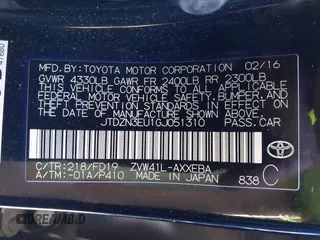 MFD. BY: TOYOTA MOTOR CORPORATION 02/16
GVWR 4330LB GAWR FR 2400LB RR 2300LB
THIS VEHICLE CONFORMS TO ALL APPLICABLE
FEDERAL MOTOR VEHICLE SAFETY, BUMPER, AND
THEFT PREVENTION STANDARDS IN EFFECT ON
THE DATE OF MANUFACTURE SHOWN ABOVE.
JTDZN3EU1GJ051310 PASS. CAR
C/TR:218/FD19 ZVW41L-AXXEBA
A/TM:-01A/P410 MADE IN JAPAN 838 C
TOYOTA
DREAMBID